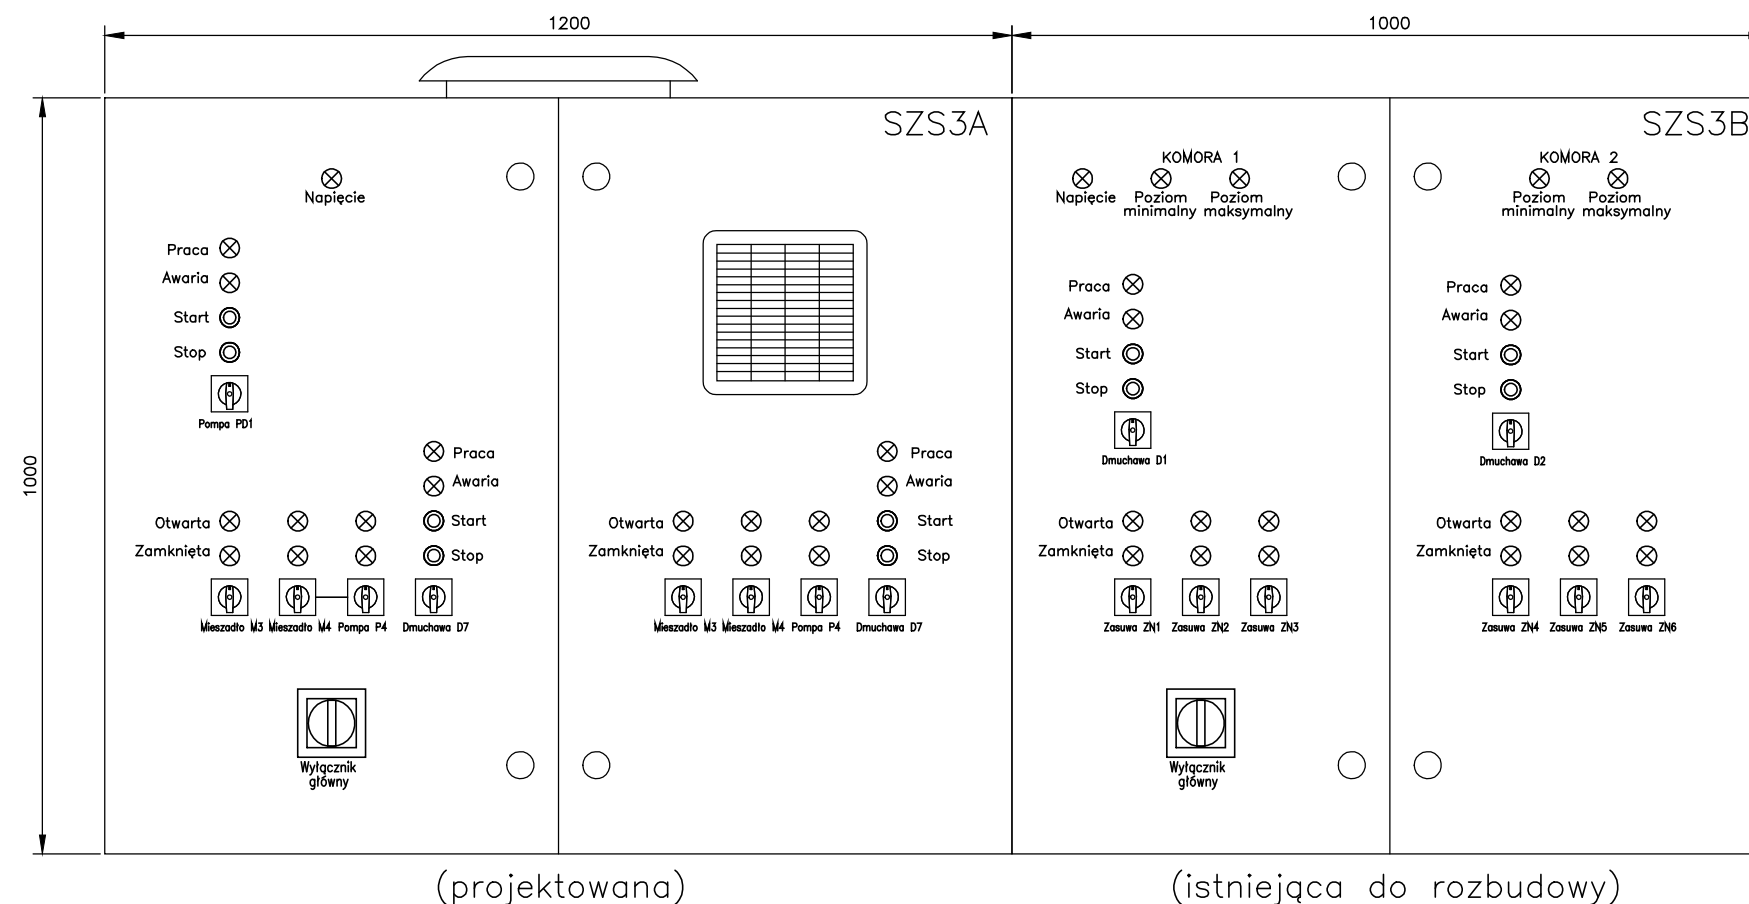 1200
1000
1000
SZS3A
Napięcie
Praca
Awaria
Start
Stop
Pompa PD1
Praca
Awaria
Start
Stop
Otwarta
Zamknięta
Mieszadło M3
Mieszadło M4
Pompa P4
Dmuchawa D7
Wyłącznik
główny
Praca
Awaria
Start
Stop
Otwarta
Zamknięta
Mieszadło M3
Mieszadło M4
Pompa P4
Dmuchawa D7
(projektowana)
SZS3B
KOMORA 1
Napięcie
Poziom
minimalny
Poziom
maksymalny
Praca
Awaria
Start
Stop
Dmuchawa D1
Otwarta
Zamknięta
Zasuwa ZN1
Zasuwa ZN2
Zasuwa ZN3
Wyłącznik
główny
KOMORA 2
Poziom
minimalny
Poziom
maksymalny
Praca
Awaria
Start
Stop
Dmuchawa D2
Otwarta
Zamknięta
Zasuwa ZN4
Zasuwa ZN5
Zasuwa ZN6
(istniejąca do rozbudowy)